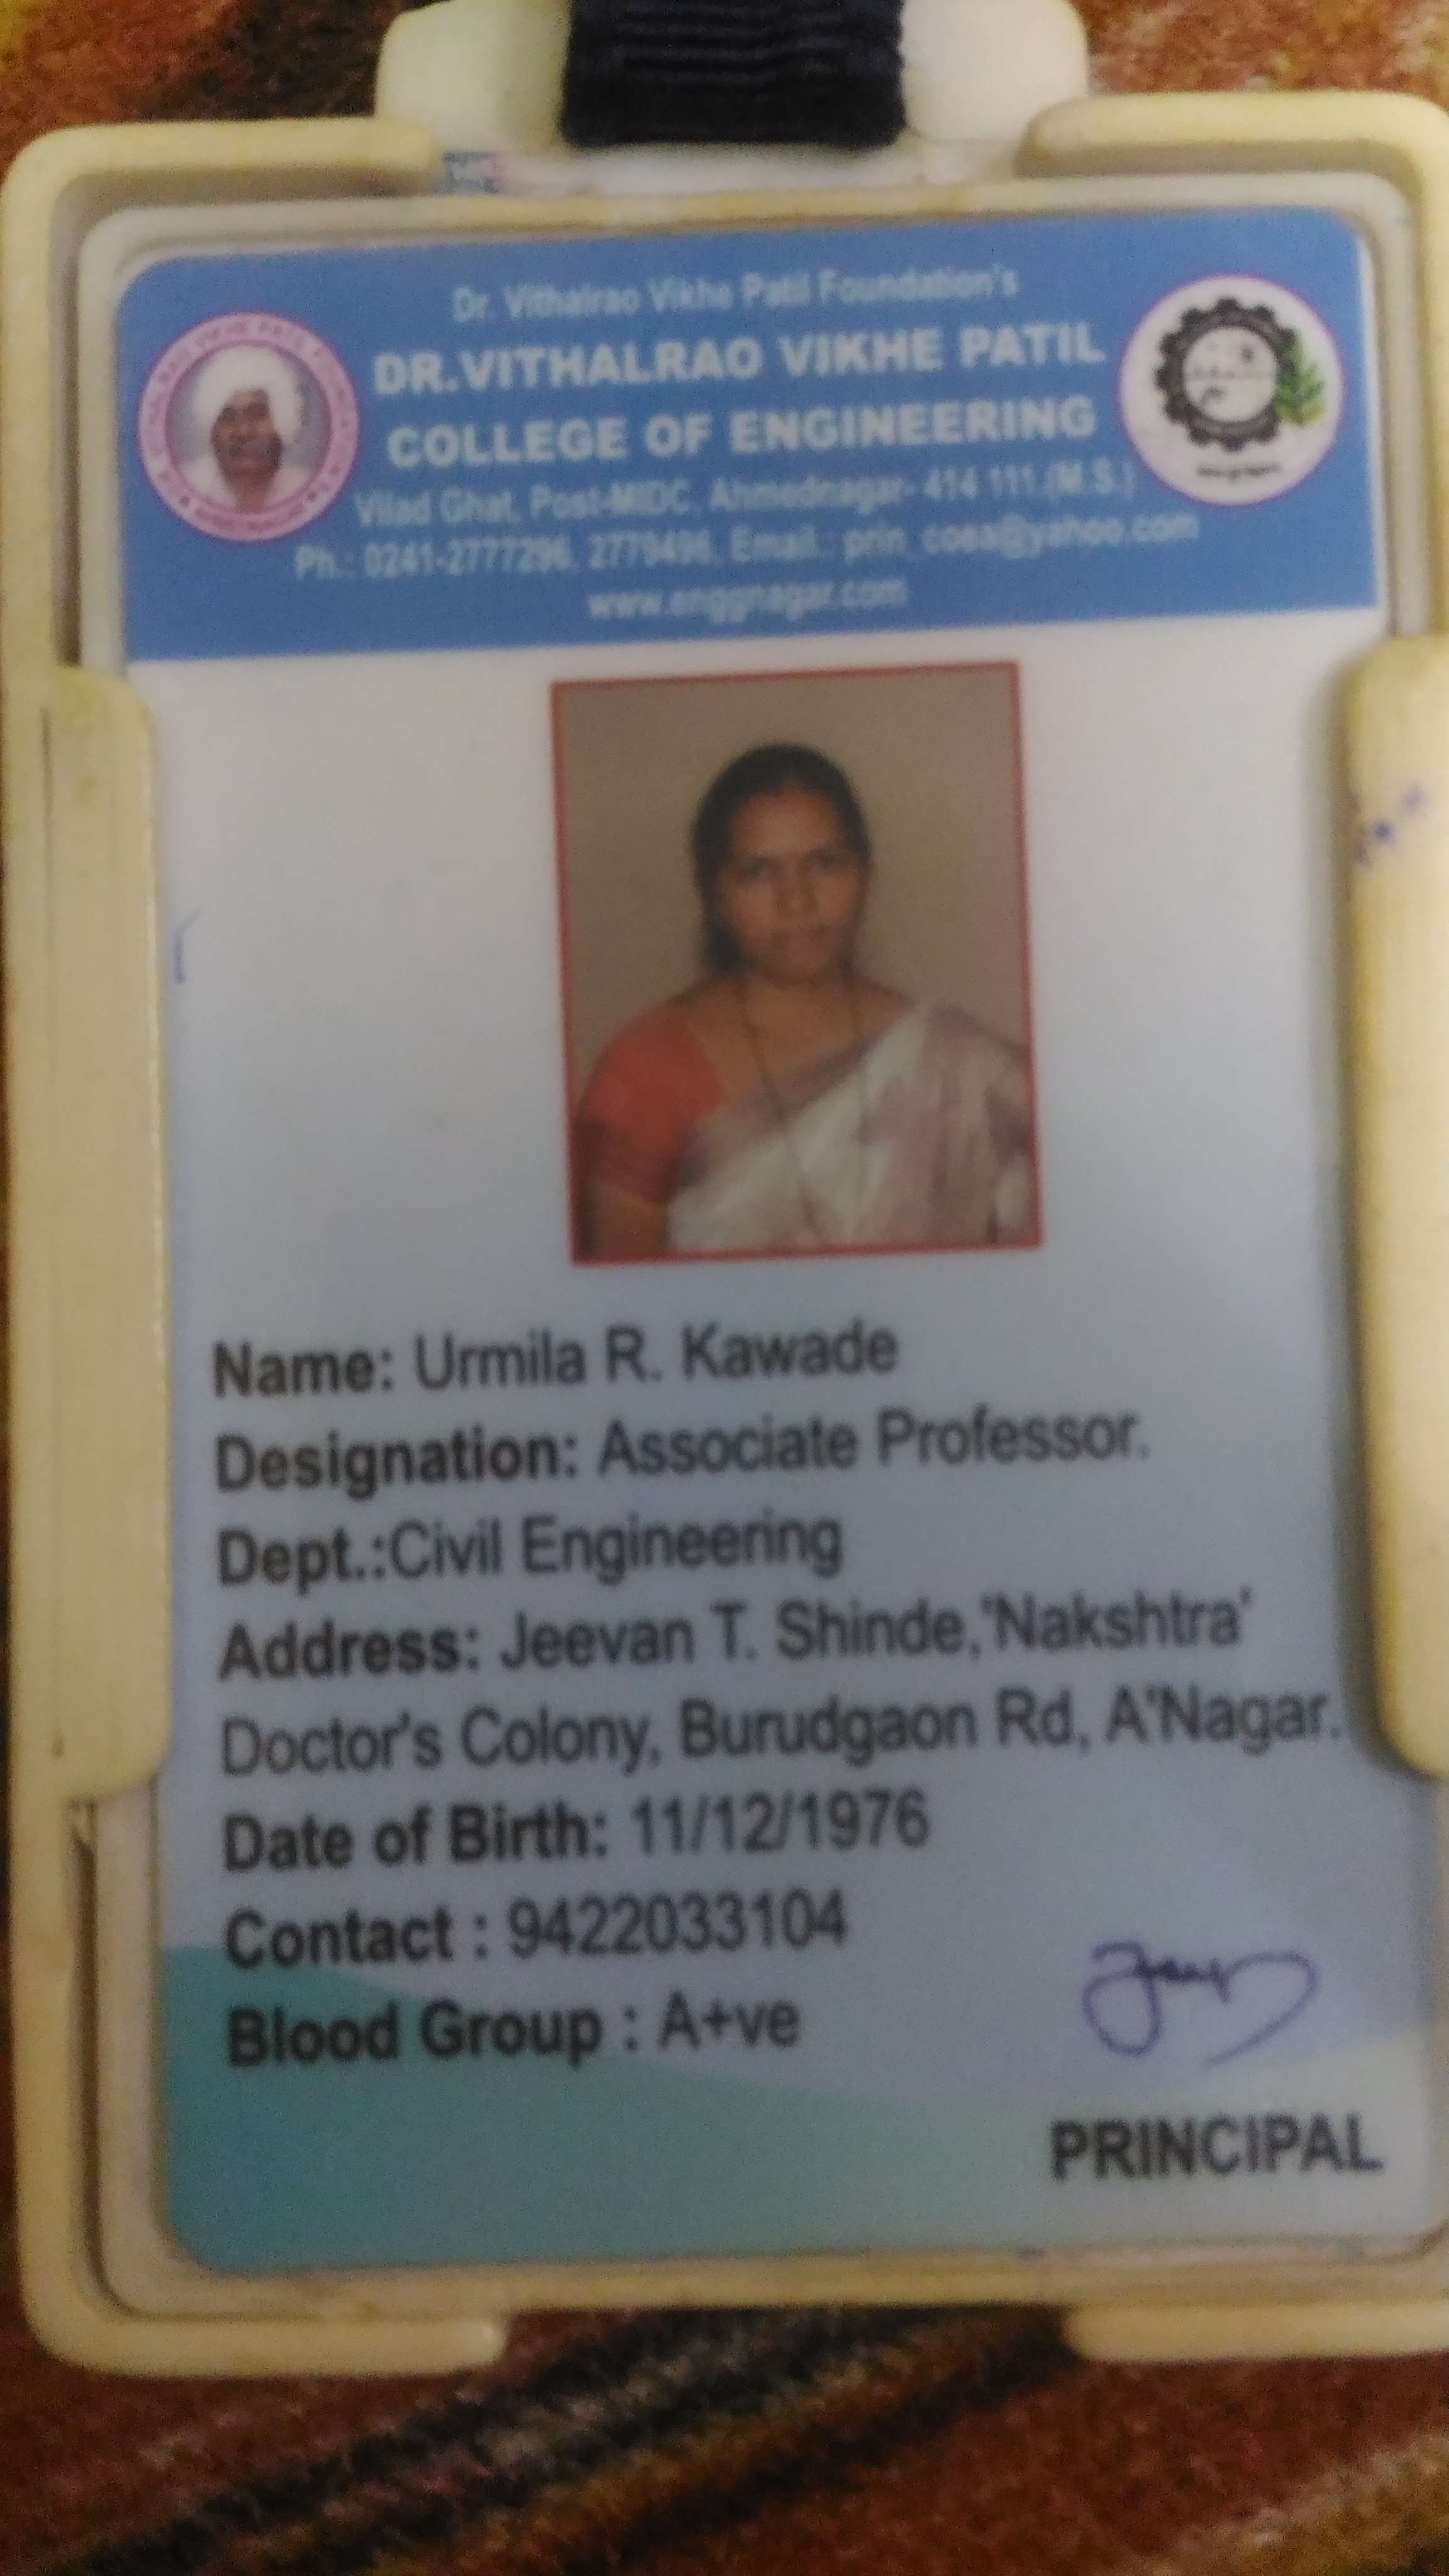 Dr. Vithalrao Vikhe Patil Foundation's
DR.VITHALRAO VIKHE PATIL
COLLEGE OF ENGINEERING
Vilad Ghat, Post-MIDC, Ahmednagar- 414 111.(M.S.)
Ph.: 0241-2777296, 2779496, Email.: prin_coea@yahoo.com
www.enggnagar.com
Name: Urmila R. Kawade
Designation: Associate Professor.
Dept.:Civil Engineering
Address: Jeevan T. Shinde,'Nakshtra'
Doctor's Colony, Burudgaon Rd, A'Nagar.
Date of Birth: 11/12/1976
Contact : 9422033104
Blood Group : A+ve
PRINCIPAL